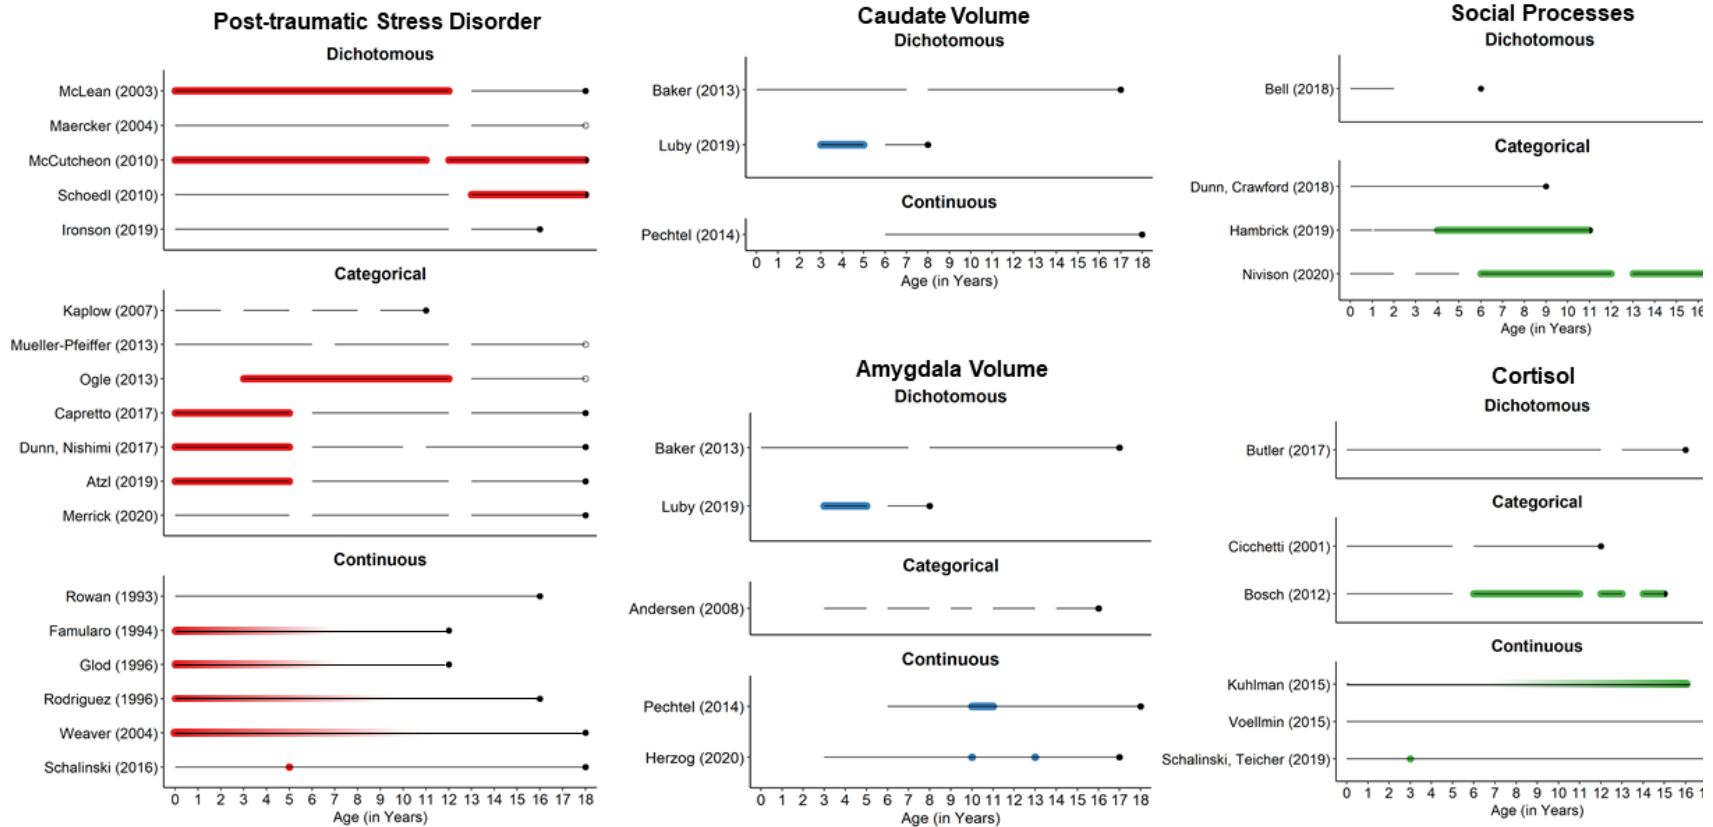 Post-traumatic Stress Disorder
Dichotomous
McLean (2003)
Maercker (2004)
McCutcheon (2010)
Schoedl (2010)
Ironson (2019)
Categorical
Kaplow (2007)
Mueller-Pfeiffer (2013)
Ogle (2013)
Capretto (2017)
Dunn, Nishimi (2017)
Atzl (2019)
Merrick (2020)
Continuous
Rowan (1993)
Famularo (1994)
Glod (1996)
Rodriguez (1996)
Weaver (2004)
Schalinski (2016)
0 1 2 3 4 5 6 7 8 9 10 11 12 13 14 15 16 17 18
Age (in Years)
Caudate Volume
Dichotomous
Baker (2013)
Luby (2019)
Continuous
Pechtel (2014)
0 1 2 3 4 5 6 7 8 9 10 11 12 13 14 15 16 17 18
Age (in Years)
Amygdala Volume
Dichotomous
Baker (2013)
Luby (2019)
Categorical
Andersen (2008)
Continuous
Pechtel (2014)
Herzog (2020)
0 1 2 3 4 5 6 7 8 9 10 11 12 13 14 15 16 17 18
Age (in Years)
Social Processes
Dichotomous
Bell (2018)
Categorical
Dunn, Crawford (2018)
Hambrick (2019)
Nivison (2020)
0 1 2 3 4 5 6 7 8 9 10 11 12 13 14 15 16
Age (in Years)
Cortisol
Dichotomous
Butler (2017)
Categorical
Cicchetti (2001)
Bosch (2012)
Continuous
Kuhlman (2015)
Voellmin (2015)
Schalinski, Teicher (2019)
0 1 2 3 4 5 6 7 8 9 10 11 12 13 14 15 16
Age (in Years)